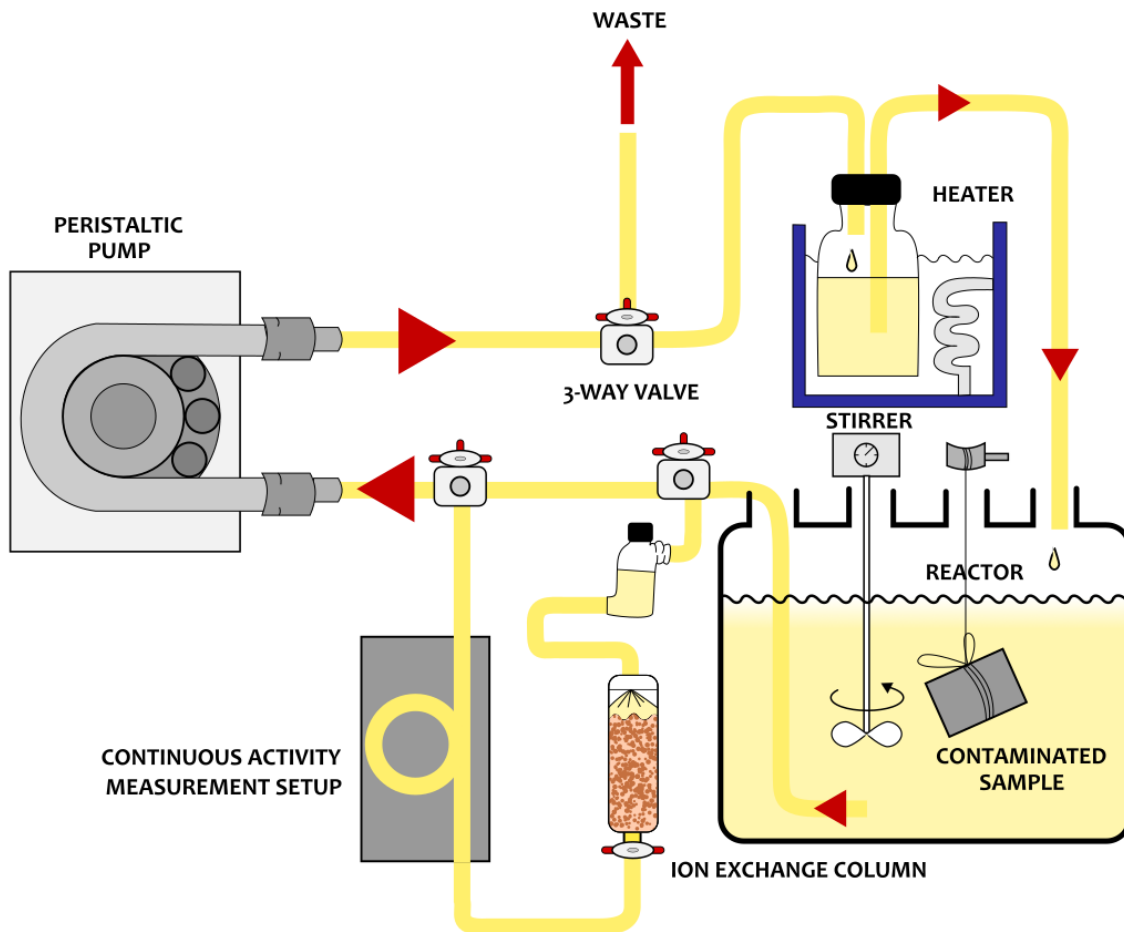 WASTE
HEATER
PERISTALTIC
PUMP
3-WAY VALVE
STIRRER
REACTOR
CONTINUOUS ACTIVITY
MEASUREMENT SETUP
CONTAMINATED
SAMPLE
ION EXCHANGE COLUMN